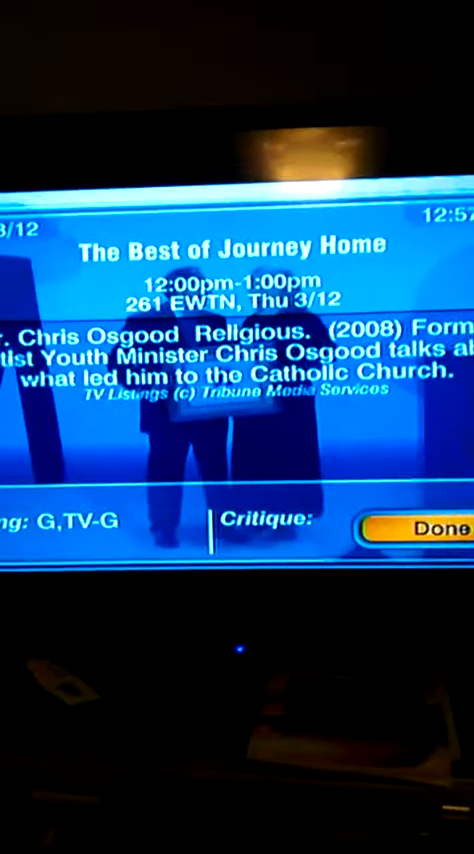 3/12
12:57
The Best of Journey Home
12:00pm-1:00pm
261 EWTN, Thu 3/12
r. Chris Osgood Religious. (2008) Form
tist Youth Minister Chris Osgood talks a
what led him to the Catholic Church.
TV Listings (c) Tribune Media Services
ng: G,TV-G
Critique:
Done